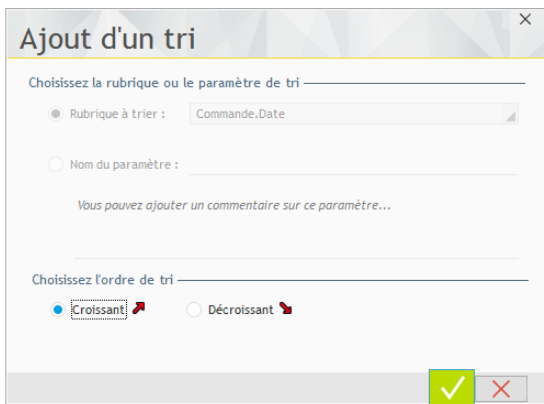 Ajout d'un tri
Choisissez la rubrique ou le paramètre de tri
Rubrique à trier : Commande.Date
Nom du paramètre :
Vous pouvez ajouter un commentaire sur ce paramètre...
Choisissez l'ordre de tri
Croissant Décroissant